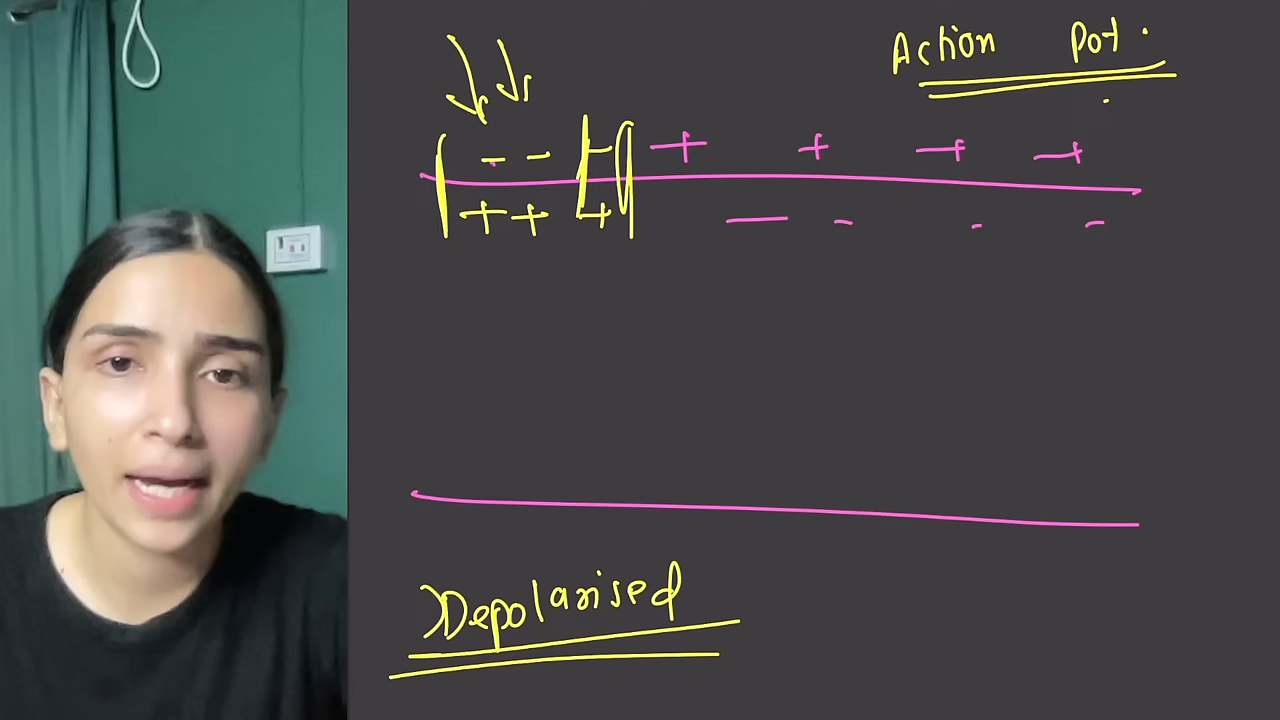 Action Pot.
- - -
+ + + +
+ + +
- - - -
Depolarised